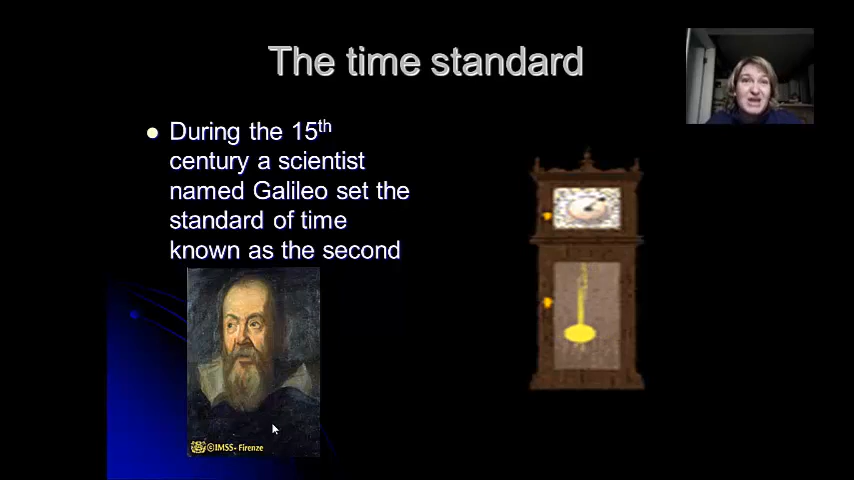 The time standard
During the 15th
century a scientist
named Galileo set the
standard of time
known as the second
©IMSS - Firenze